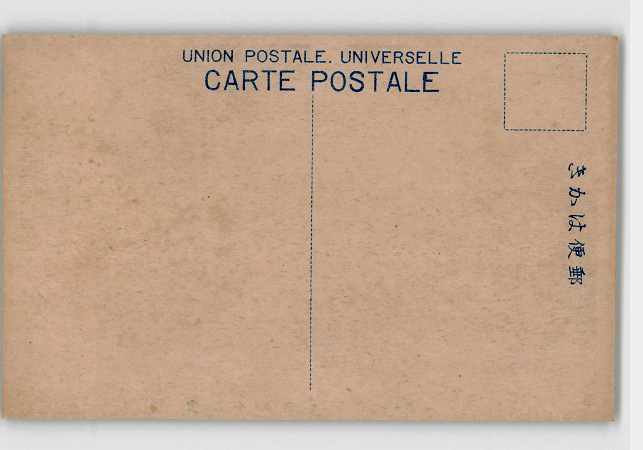 UNION POSTALE. UNIVERSELLE
CARTE POSTALE
きかは便郵